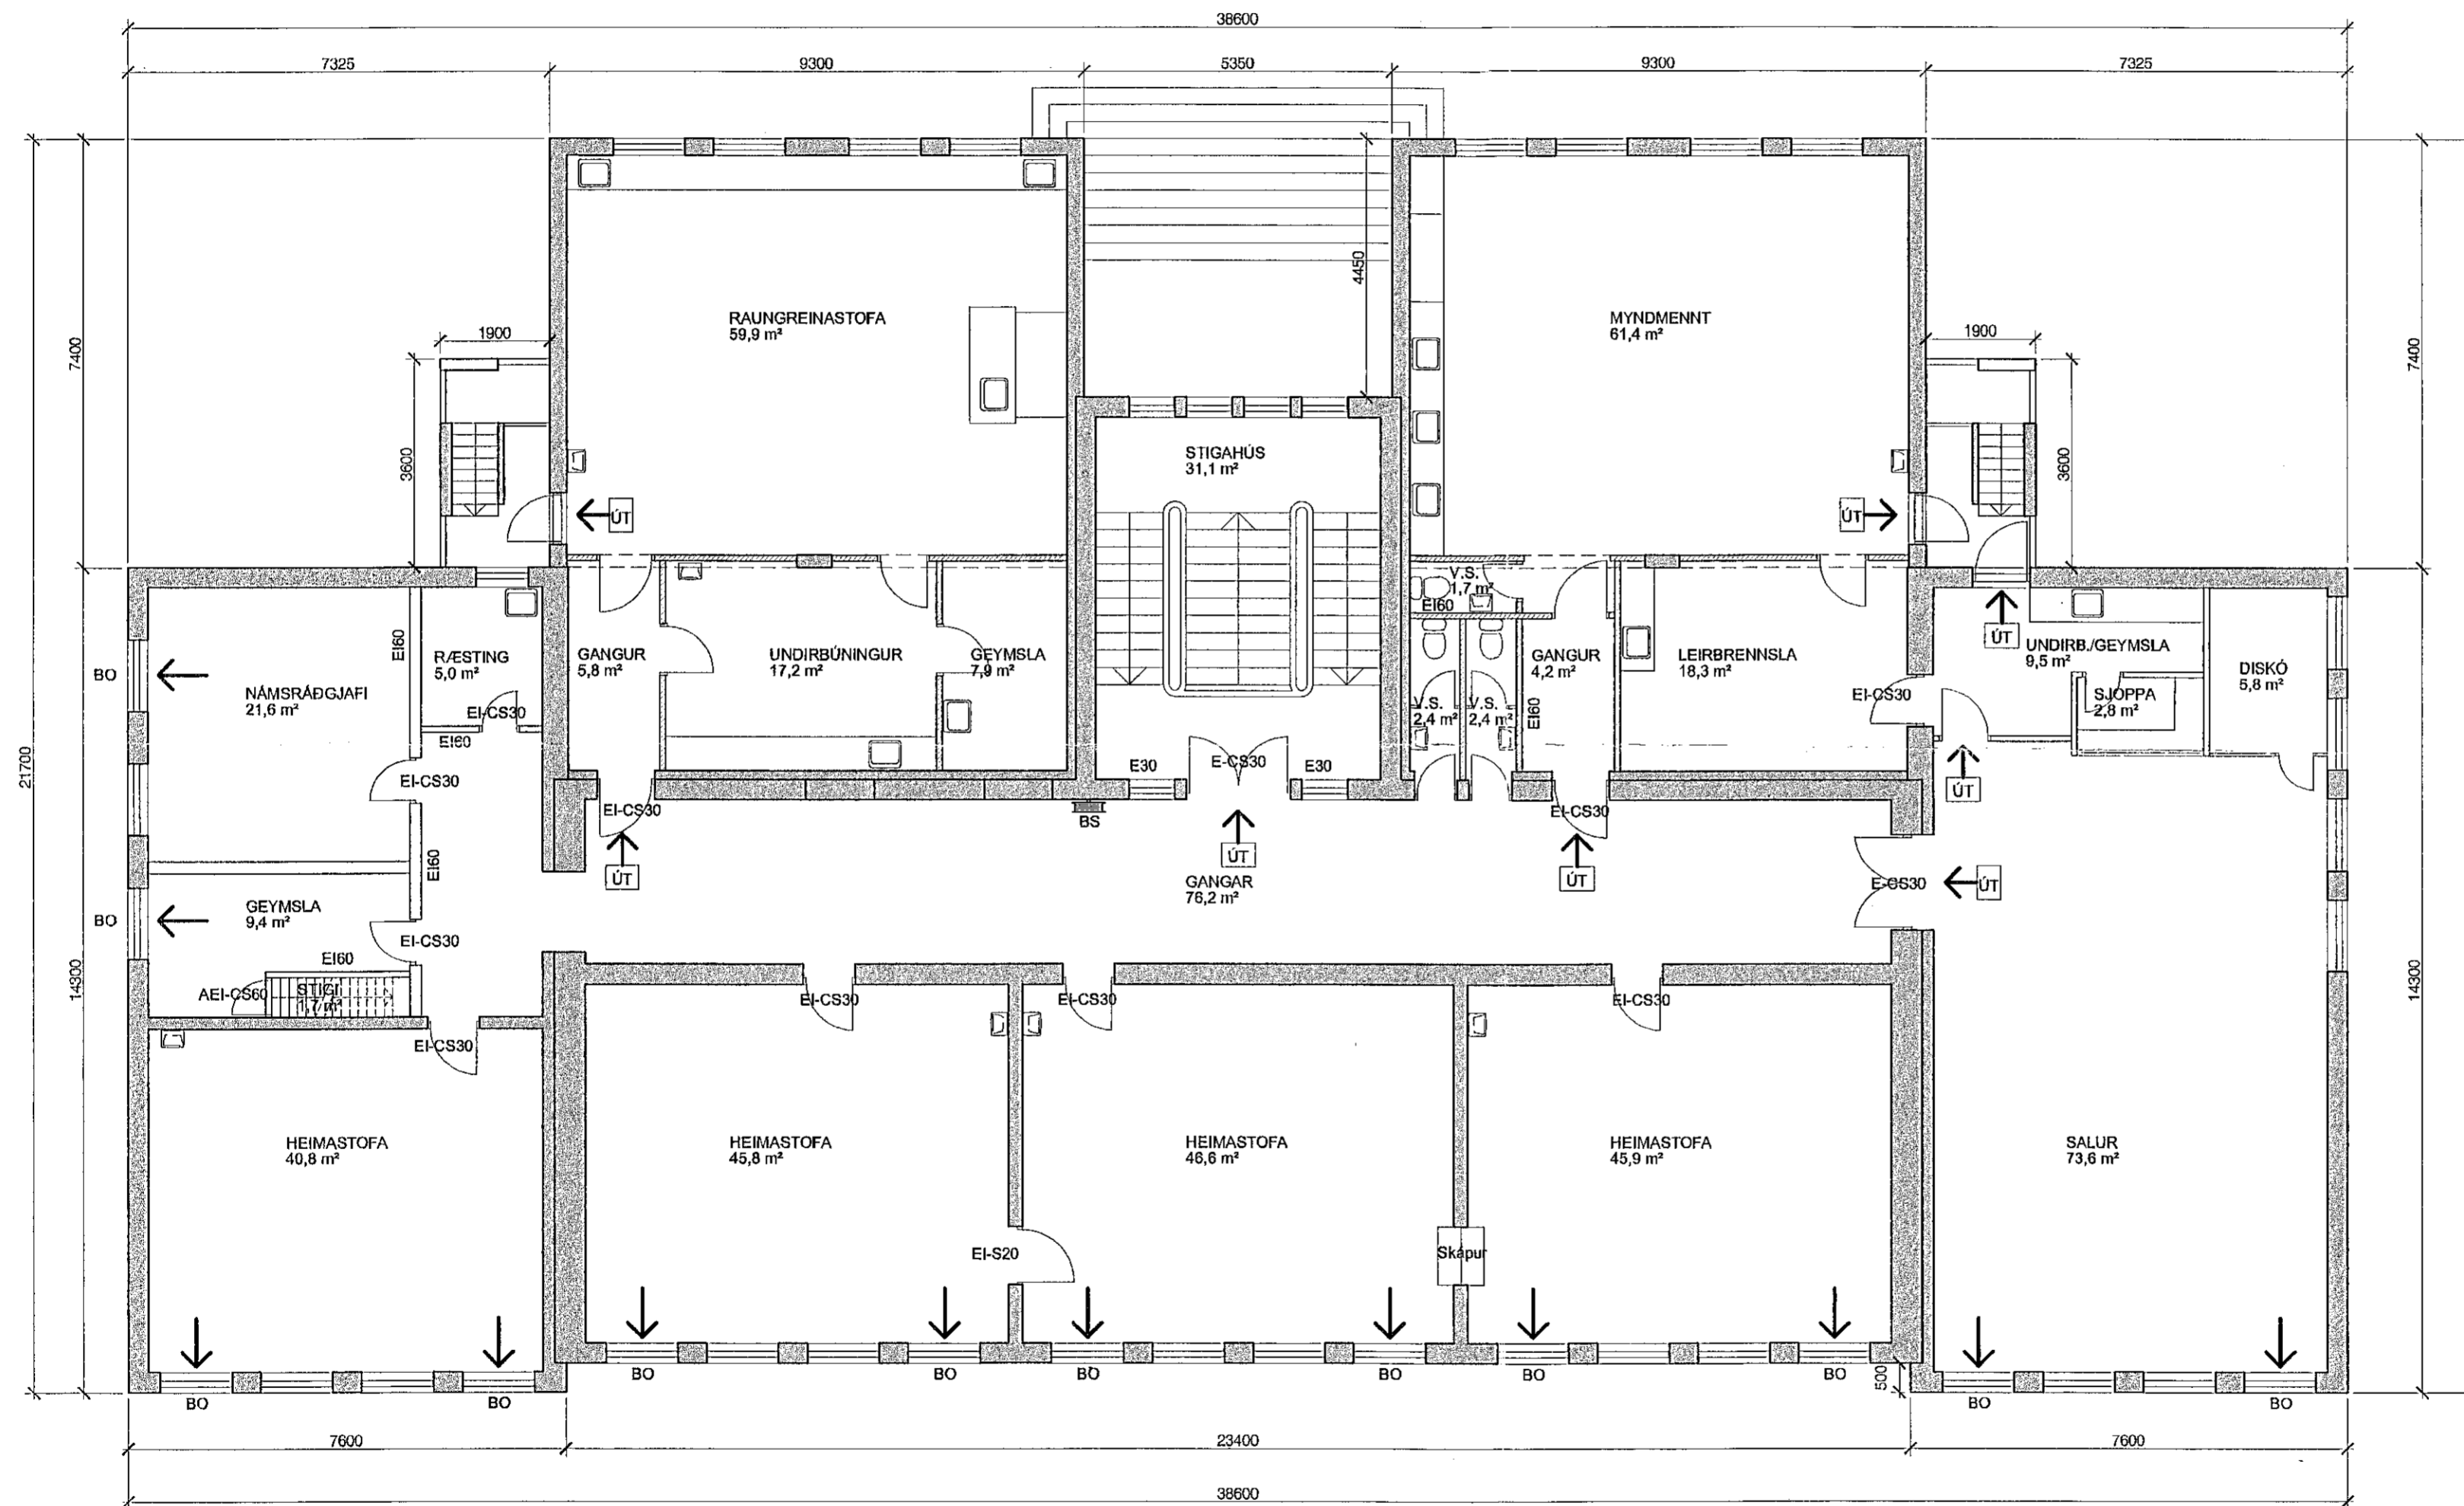 38600
7325
9300
5350
9300
7325
4450
RAUNGREINASTOFA
59,9 m²
MYNDMENNT
61,4 m²
1900
1900
7400
7400
3600
3600
STIGAHÚS
31,1 m²
ÚT
ÚT
V.S.
1,7 m²
EI60
EI60
BO
RÆSTING
5,0 m²
GANGUR
5,8 m²
UNDIRBÚNINGUR
17,2 m²
GEYMSLA
7,9 m²
GANGUR
4,2 m²
LEIRBRENNSLA
18,3 m²
ÚT
UNDIRB./GEYMSLA
9,5 m²
DISKÓ
5,8 m²
NÁMSRÁÐGJAFI
21,6 m²
EI-CS30
EI60
V.S.
2,4 m²
V.S.
2,4 m²
EI60
EI-CS30
SJOPPA
2,8 m²
21700
EI-CS30
E30
E-CS30
E30
EI-CS30
BS
EI-CS30
ÚT
EI60
ÚT
ÚT
ÚT
GANGAR
76,2 m²
E-CS30
ÚT
BO
GEYMSLA
9,4 m²
EI-CS30
EI60
AEI-CS60
STIGI
1,7 m²
14300
14300
EI-CS30
EI-CS30
EI-CS30
EI-CS30
HEIMASTOFA
40,8 m²
HEIMASTOFA
45,8 m²
HEIMASTOFA
46,6 m²
HEIMASTOFA
45,9 m²
SALUR
73,6 m²
EI-S20
Skápur
500
BO
BO
BO
BO
BO
BO
BO
BO
BO
BO
7600
23400
7600
38600